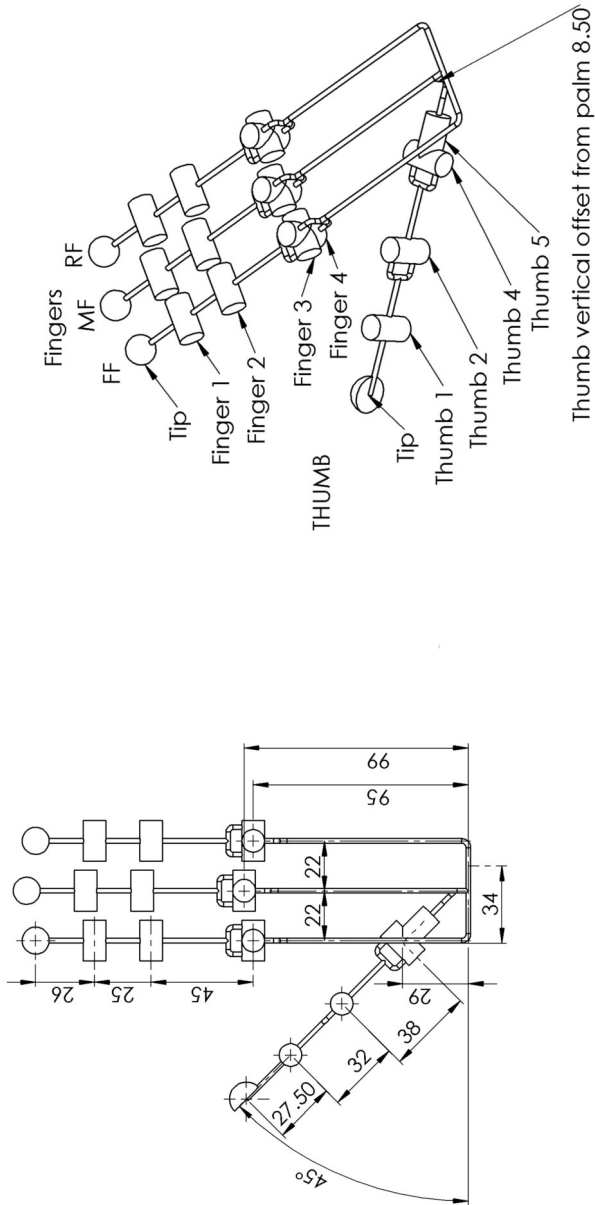 Fingers
RF
MF
FF
Tip
Finger 1
Finger 2
Finger 3
Finger 4
THUMB
Tip
Thumb 1
Thumb 2
Thumb 4
Thumb 5
Thumb vertical offset from palm 8.50
26
25
45
99
95
22
22
34
29
38
32
27.50
45°